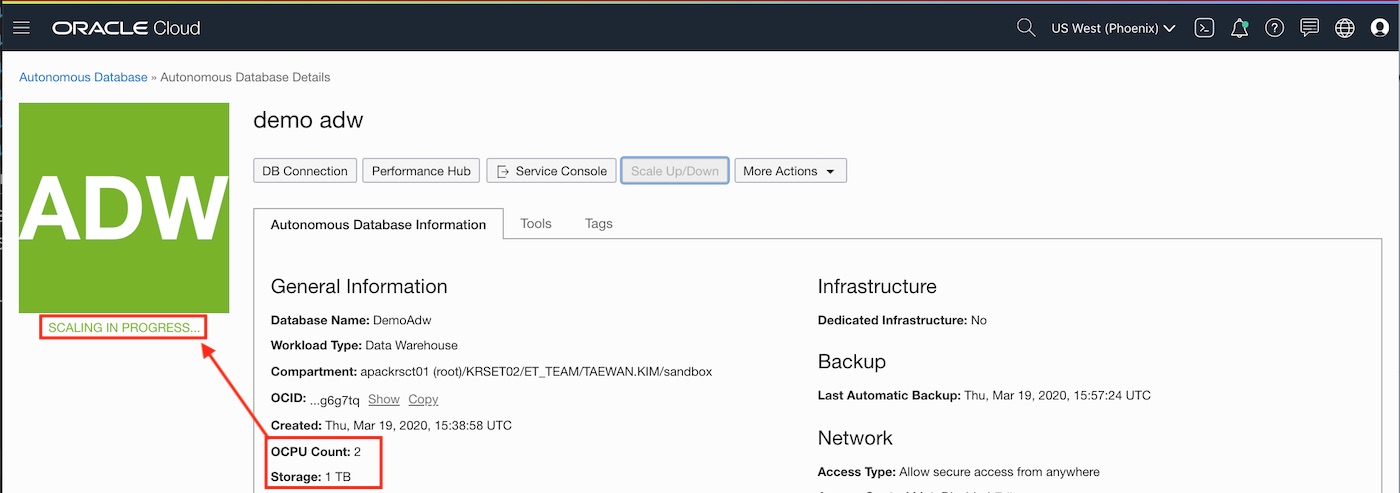 ORACLE Cloud
US West (Phoenix)
Autonomous Database » Autonomous Database Details
ADW
SCALING IN PROGRESS...
demo adw
DB Connection
Performance Hub
Service Console
Scale Up/Down
More Actions
Autonomous Database Information
Tools
Tags
General Information
Database Name: DemoAdw
Workload Type: Data Warehouse
Compartment: apackrsct01 (root)/KRSET02/ET_TEAM/TAEWAN.KIM/sandbox
OCID: ...g6g7tq Show Copy
Created: Thu, Mar 19, 2020, 15:38:58 UTC
OCPU Count: 2
Storage: 1 TB
Infrastructure
Dedicated Infrastructure: No
Backup
Last Automatic Backup: Thu, Mar 19, 2020, 15:57:24 UTC
Network
Access Type: Allow secure access from anywhere